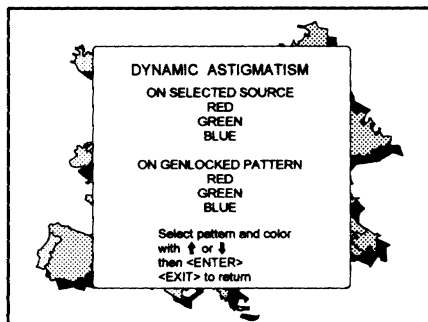 DYNAMIC ASTIGMATISM
ON SELECTED SOURCE
RED
GREEN
BLUE
ON GENLOCKED PATTERN
RED
GREEN
BLUE
Select pattern and color
with ⬆ or ⬇
then <ENTER>
<EXIT> to return